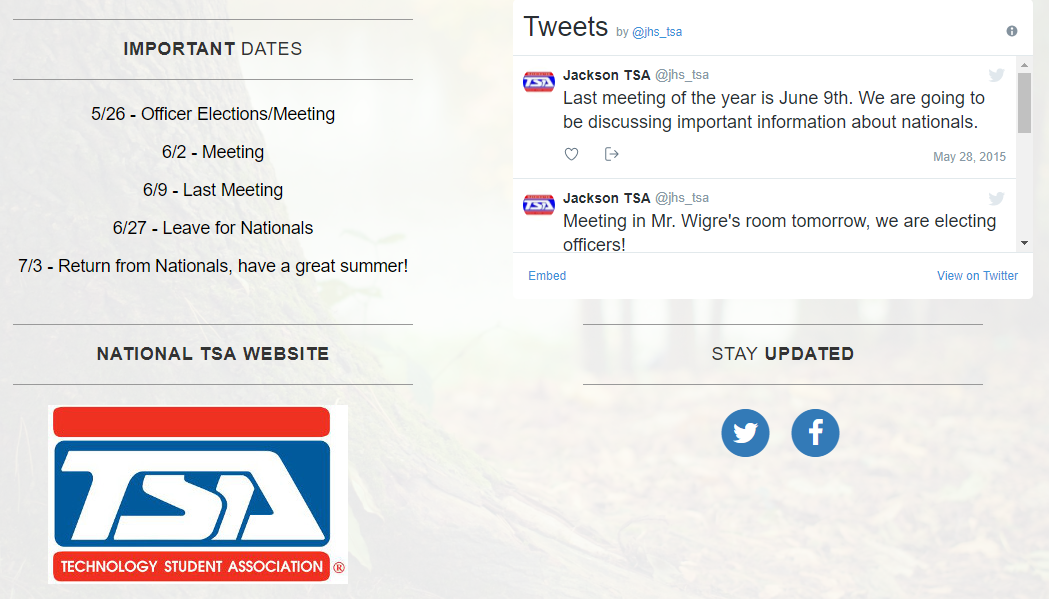 IMPORTANT DATES
5/26 - Officer Elections/Meeting
6/2 - Meeting
6/9 - Last Meeting
6/27 - Leave for Nationals
7/3 - Return from Nationals, have a great summer!
Tweets by @jhs_tsa
Jackson TSA @jhs_tsa
Last meeting of the year is June 9th. We are going to
be discussing important information about nationals.
May 28, 2015
Jackson TSA @jhs_tsa
Meeting in Mr. Wigre's room tomorrow, we are electing
officers!
Embed
View on Twitter
NATIONAL TSA WEBSITE
TSA
TECHNOLOGY STUDENT ASSOCIATION ®
STAY UPDATED